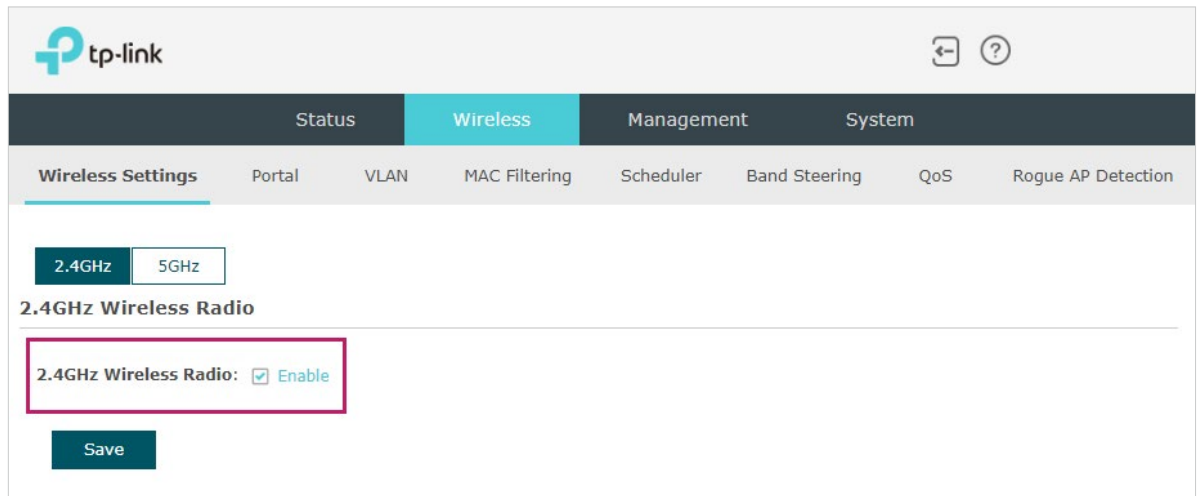 tp-link
Status Wireless Management System
Wireless Settings Portal VLAN MAC Filtering Scheduler Band Steering QoS Rogue AP Detection
2.4GHz 5GHz
2.4GHz Wireless Radio
2.4GHz Wireless Radio: Enable
Save